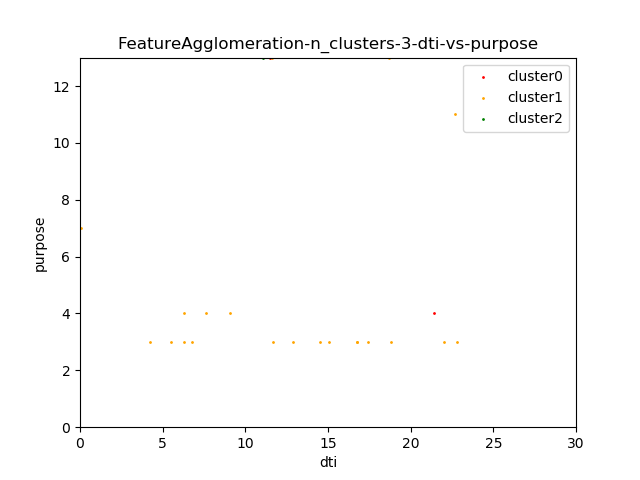 FeatureAgglomeration-n_clusters-3-dti-vs-purpose
cluster0
cluster1
cluster2
purpose
12
10
8
6
4
2
0
0 5 10 15 20 25 30
dti